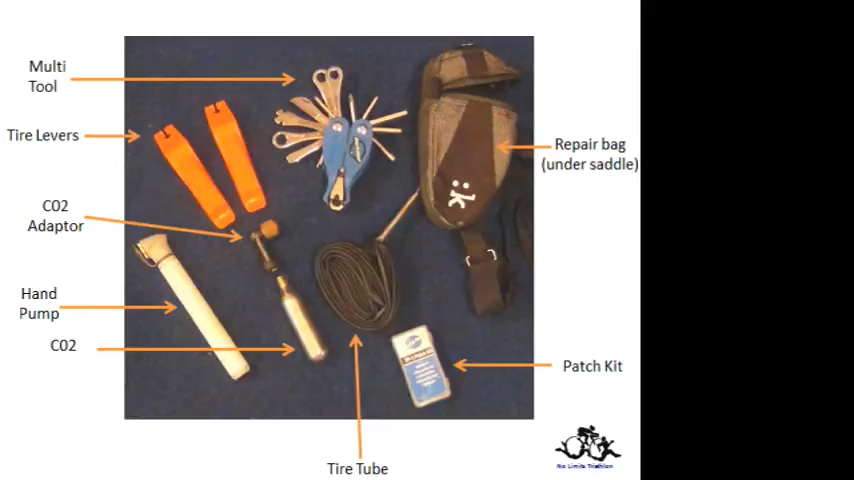 Multi
Tool
Tire Levers
C02
Adaptor
Hand
Pump
C02
Repair bag
(under saddle)
:k
Patch Kit
Tire Tube
No Limits Triathlon